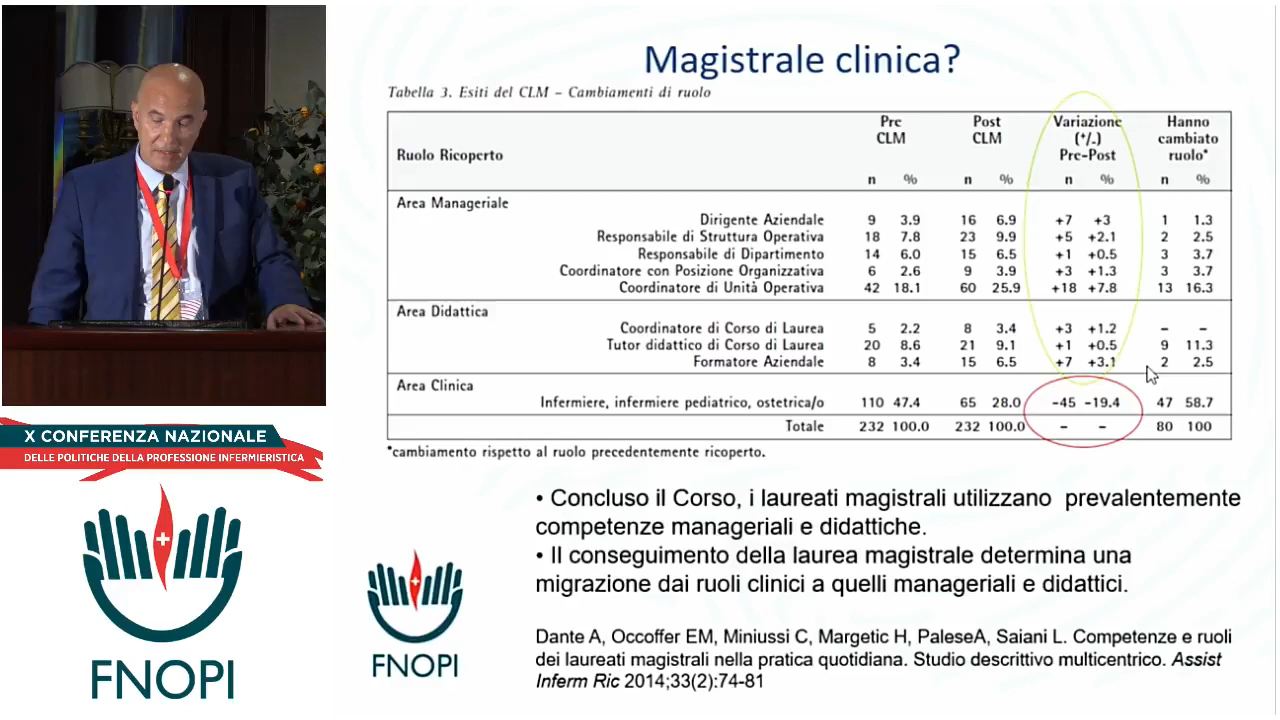 Magistrale clinica?
Tabella 3. Esiti del CLM – Cambiamenti di ruolo
Ruolo Ricoperto Pre CLM Post CLM Variazione (+/-) Pre-Post Hanno cambiato ruolo*
n % n % n % n %
Area Manageriale
Dirigente Aziendale 9 3.9 16 6.9 +7 +3 1 1.3
Responsabile di Struttura Operativa 18 7.8 23 9.9 +5 +2.1 2 2.5
Responsabile di Dipartimento 14 6.0 15 6.5 +1 +0.5 3 3.7
Coordinatore con Posizione Organizzativa 6 2.6 9 3.9 +3 +1.3 3 3.7
Coordinatore di Unità Operativa 42 18.1 60 25.9 +18 +7.8 13 16.3
Area Didattica
Coordinatore di Corso di Laurea 5 2.2 8 3.4 +3 +1.2 – –
Tutor didattico di Corso di Laurea 20 8.6 21 9.1 +1 +0.5 9 11.3
Formatore Aziendale 8 3.4 15 6.5 +7 +3.1 2 2.5
Area Clinica
Infermiere, infermiere pediatrico, ostetrica/o 110 47.4 65 28.0 -45 -19.4 47 58.7
Totale 232 100.0 232 100.0 – – 80 100
*cambiamento rispetto al ruolo precedentemente ricoperto.
• Concluso il Corso, i laureati magistrali utilizzano prevalentemente
competenze manageriali e didattiche.
• Il conseguimento della laurea magistrale determina una
migrazione dai ruoli clinici a quelli manageriali e didattici.
Dante A, Occoffer EM, Miniussi C, Margetic H, PaleseA, Saiani L. Competenze e ruoli
dei laureati magistrali nella pratica quotidiana. Studio descrittivo multicentrico. Assist
Inferm Ric 2014;33(2):74-81
FNOPI
X CONFERENZA NAZIONALE
DELLE POLITICHE DELLA PROFESSIONE INFERMIERISTICA
FNOPI